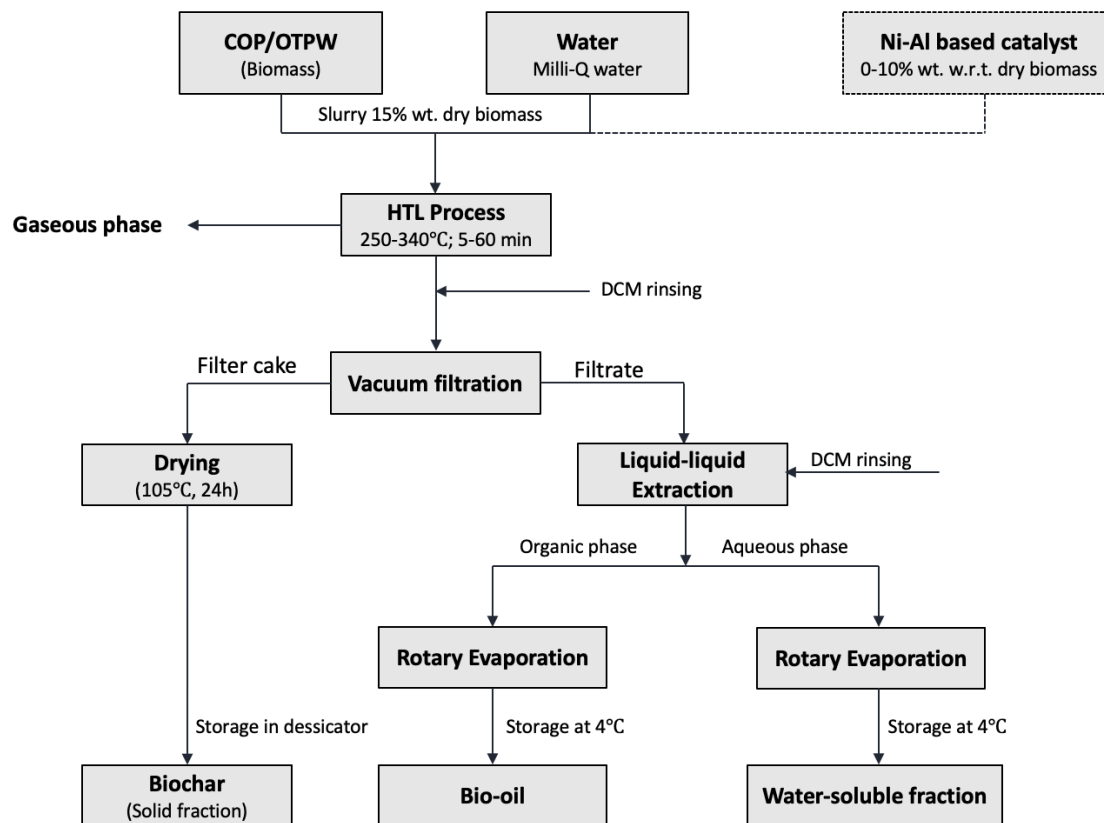 COP/OTPW
(Biomass)
Water
Milli-Q water
Ni-Al based catalyst
0-10% wt. w.r.t. dry biomass
Slurry 15% wt. dry biomass
HTL Process
250-340℃; 5-60 min
Gaseous phase
DCM rinsing
Vacuum filtration
Filter cake
Filtrate
Drying
(105℃, 24h)
Liquid-liquid
Extraction
DCM rinsing
Organic phase
Aqueous phase
Rotary Evaporation
Rotary Evaporation
Storage in dessicator
Storage at 4℃
Storage at 4℃
Biochar
(Solid fraction)
Bio-oil
Water-soluble fraction